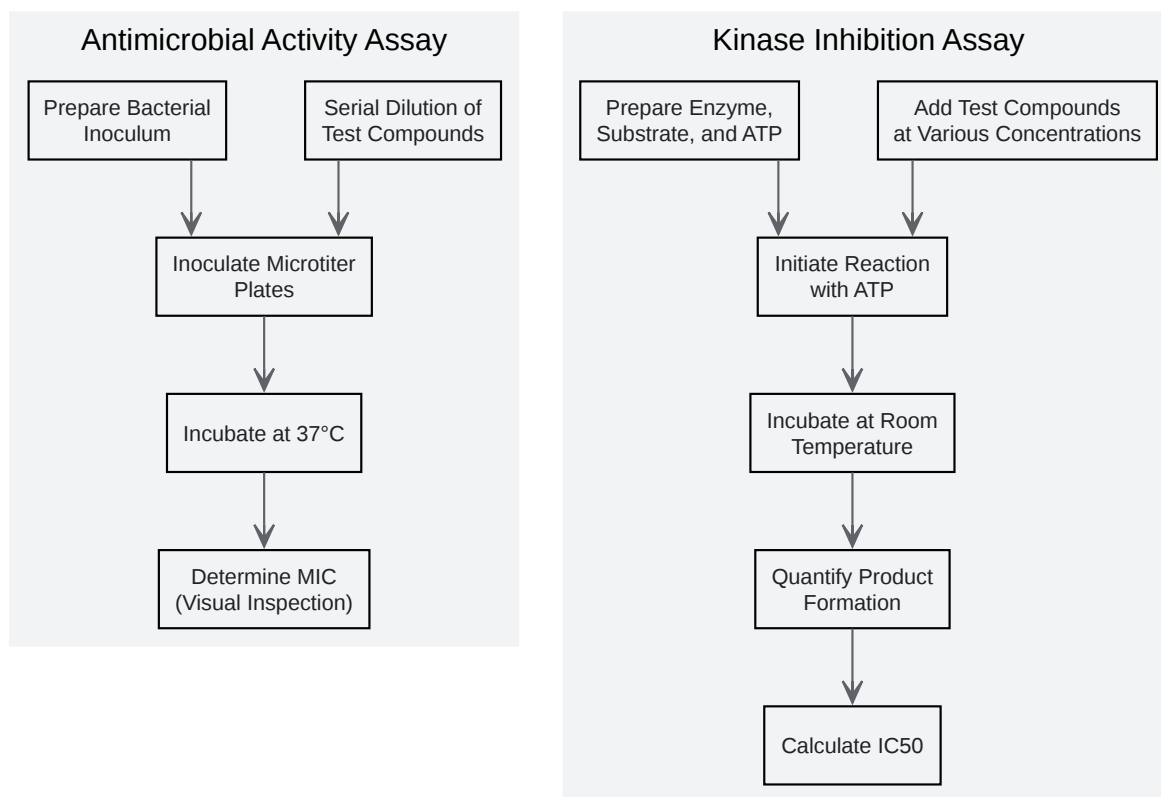 Antimicrobial Activity Assay
Prepare Bacterial
Inoculum
Serial Dilution of
Test Compounds
Inoculate Microtiter
Plates
Incubate at 37°C
Determine MIC
(Visual Inspection)
Kinase Inhibition Assay
Prepare Enzyme,
Substrate, and ATP
Add Test Compounds
at Various Concentrations
Initiate Reaction
with ATP
Incubate at Room
Temperature
Quantify Product
Formation
Calculate IC50